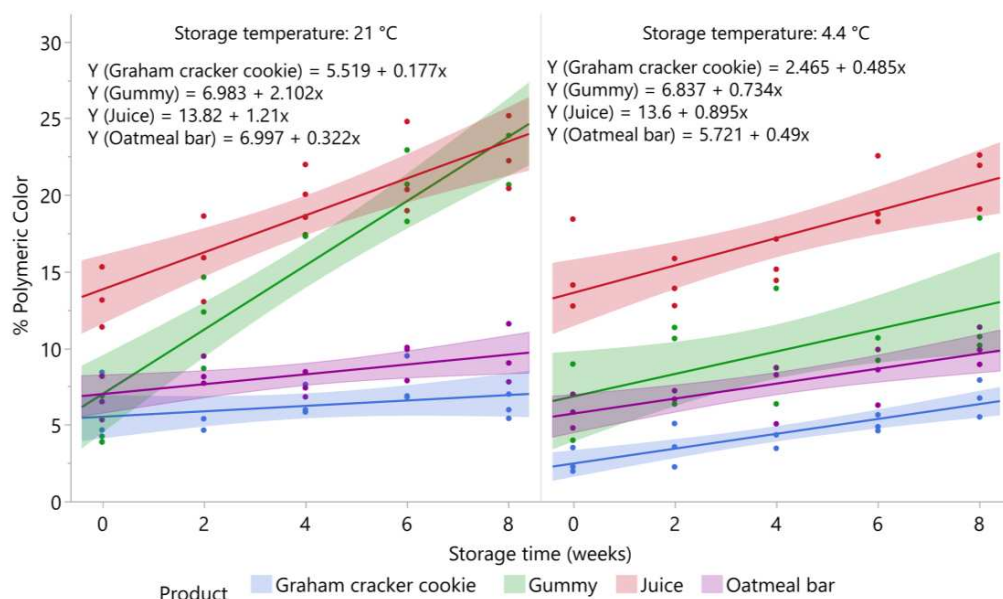 Storage temperature: 21 °C
Y (Graham cracker cookie) = 5.519 + 0.177x
Y (Gummy) = 6.983 + 2.102x
Y (Juice) = 13.82 + 1.21x
Y (Oatmeal bar) = 6.997 + 0.322x
Storage temperature: 4.4 °C
Y (Graham cracker cookie) = 2.465 + 0.485x
Y (Gummy) = 6.837 + 0.734x
Y (Juice) = 13.6 + 0.895x
Y (Oatmeal bar) = 5.721 + 0.49x
% Polymeric Color
30
25
20
15
10
5
0
0 2 4 6 8 0 2 4 6 8
Storage time (weeks)
Product Graham cracker cookie Gummy Juice Oatmeal bar